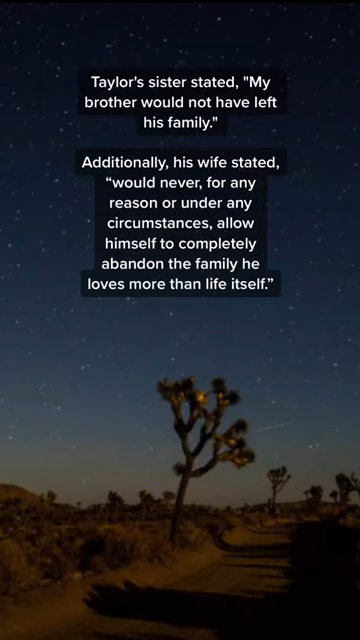 Taylor's sister stated, "My
brother would not have left
his family."
Additionally, his wife stated,
“would never, for any
reason or under any
circumstances, allow
himself to completely
abandon the family he
loves more than life itself.”